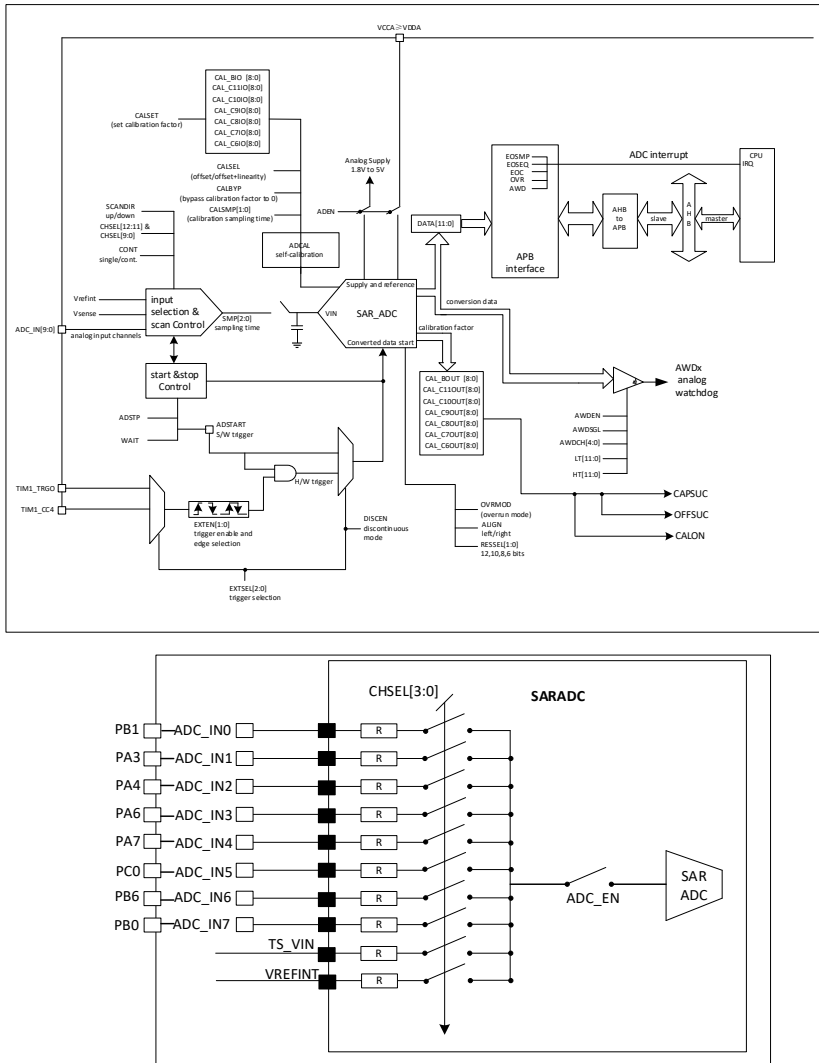 VCCA≥VDDA
CAL_BIO [8:0]
CAL_C11IO[8:0]
CAL_C10IO[8:0]
CAL_C9IO[8:0]
CAL_C8IO[8:0]
CAL_C7IO[8:0]
CAL_C6IO[8:0]
CALSET
(set calibration factor)
CALSEL
(offset/offset+linearity)
CALBYP
(bypass calibration factor to 0)
CALSMP[1:0]
(calibration sampling time)
Analog Supply
1.8V to 5V
ADEN
ADCAL
self-calibration
SCANDIR
up/down
CHSEL[12:11] &
CHSEL[9:0]
CONT
single/cont.
EOSMP
EOSEQ
EOC
OVR
AWD
APB
interface
ADC interrupt
CPU
IRQ
DATA[11:0]
AHB
to
APB
slave
A
H
B
master
Vrefint
Vsense
ADC_IN[9:0]
analog input channels
input
selection &
scan Control
SMP[2:0]
sampling time
VIN
Supply and reference
SAR_ADC
Converted data start
conversion data
calibration factor
start &stop
Control
ADSTP
WAIT
ADSTART
S/W trigger
CAL_BOUT [8:0]
CAL_C11OUT[8:0]
CAL_C10OUT[8:0]
CAL_C9OUT[8:0]
CAL_C8OUT[8:0]
CAL_C7OUT[8:0]
CAL_C6OUT[8:0]
AWDx
analog
watchdog
AWDEN
AWDSGL
AWDCH[4:0]
LT[11:0]
HT[11:0]
TIM1_TRGO
TIM1_CC4
H/W trigger
EXTEN[1:0]
trigger enable and
edge selection
DISCEN
discontinuous
mode
EXTSEL[2:0]
trigger selection
OVRMOD
(overrun mode)
ALIGN
left/right
RESSEL[1:0]
12,10,8,6 bits
CAPSUC
OFFSUC
CALON
CHSEL[3:0]
SARADC
PB1 ADC_IN0 R
PA3 ADC_IN1 R
PA4 ADC_IN2 R
PA6 ADC_IN3 R
PA7 ADC_IN4 R
PC0 ADC_IN5 R
PB6 ADC_IN6 R
PB0 ADC_IN7 R
TS_VIN R
VREFINT R
ADC_EN
SAR
ADC